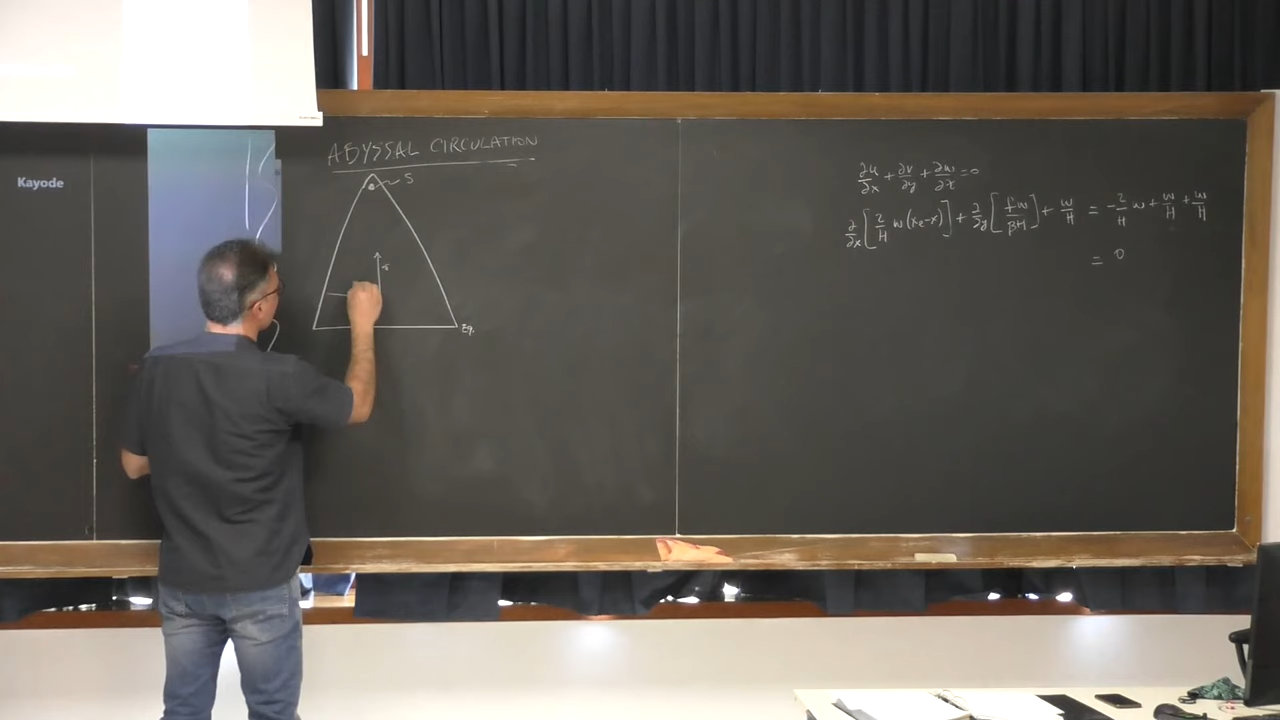 Kayode
ABYSSAL CIRCULATION
S
Eq.
∂u/∂x + ∂v/∂y + ∂w/∂z = 0
∂/∂x [2/H w(xₑ-x)] + ∂/∂y [fw/βH] + w/H = -2/H w + w/H + w/H
= 0